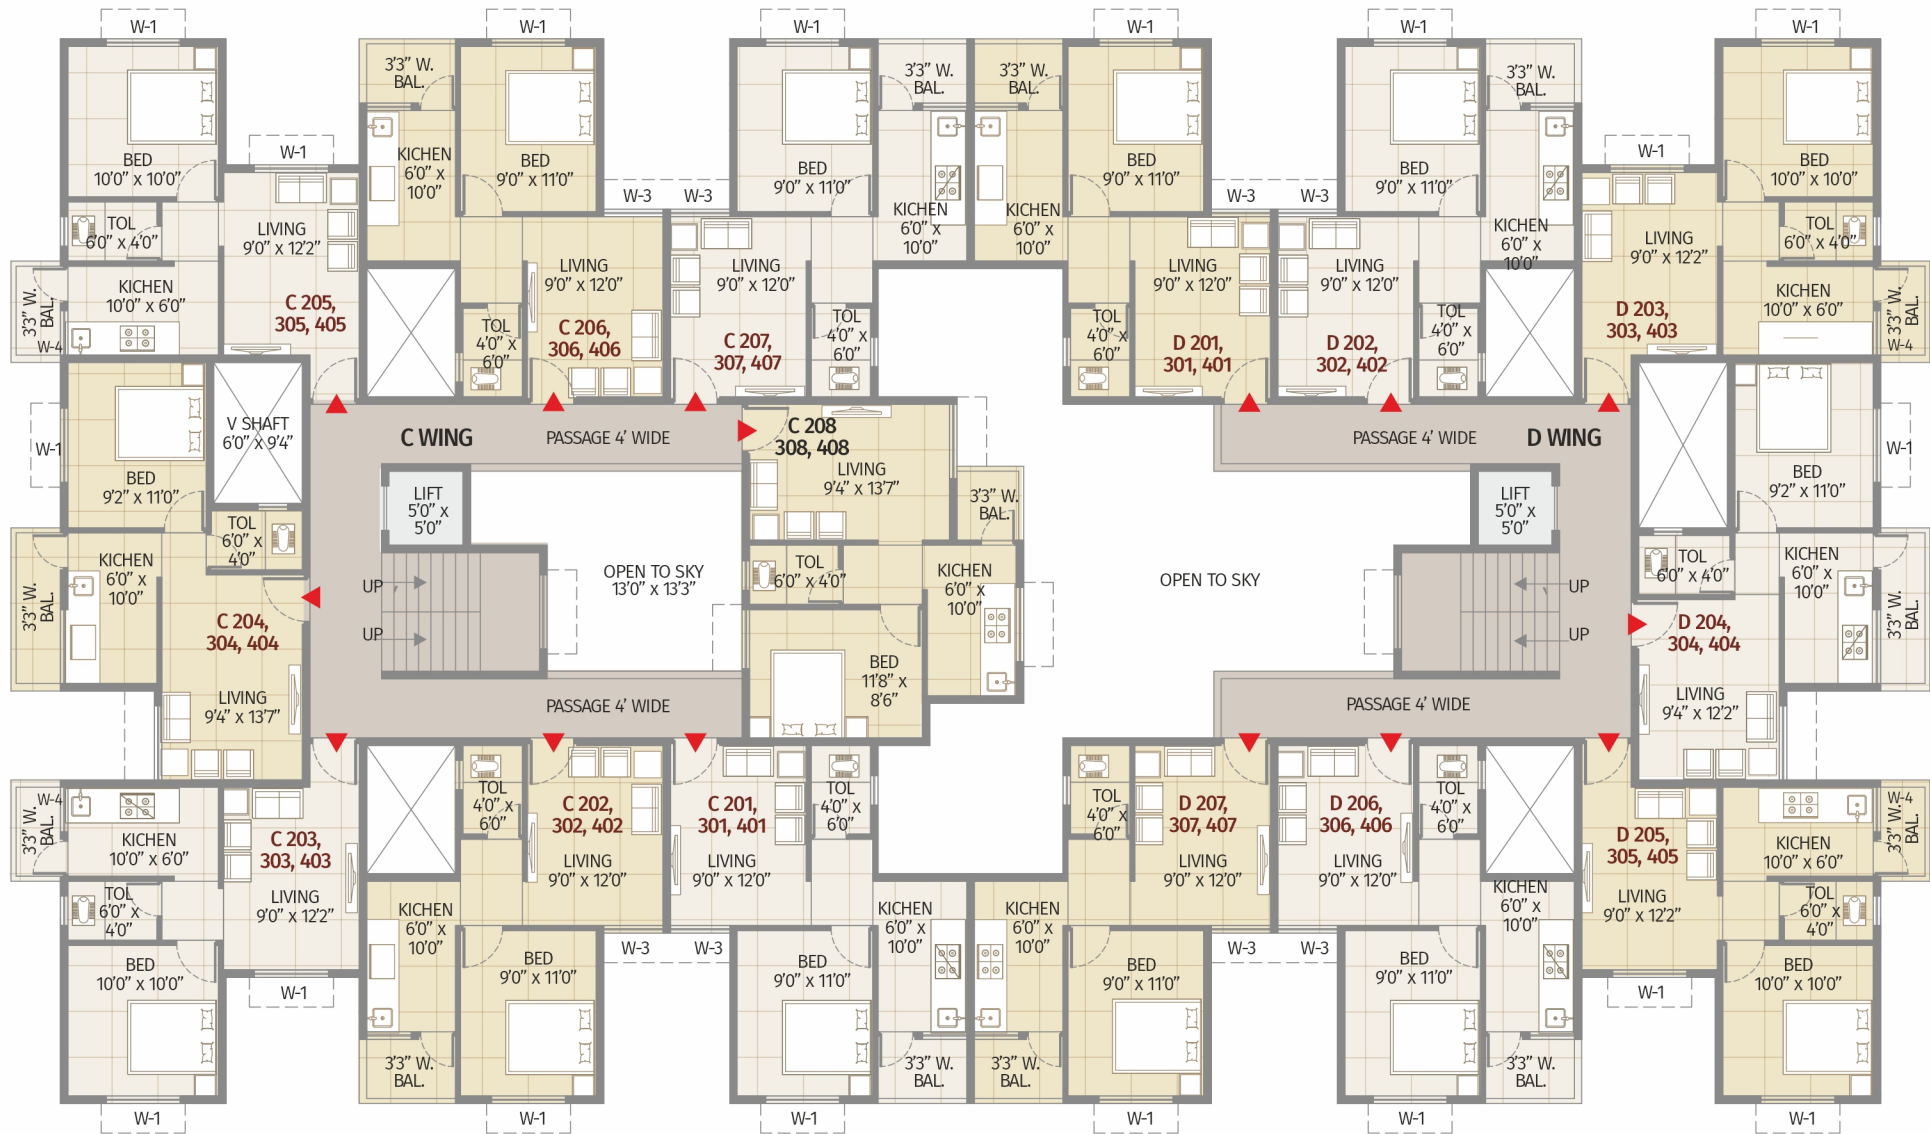 W-1
W-1
W-1
W-1
W-1
W-1
3'3" W.
BAL.
3'3" W.
BAL.
3'3" W.
BAL.
3'3" W.
BAL.
W-1
W-1
BED
10'0" x 10'0"
KICHEN
6'0" x
10'0"
BED
9'0" x 11'0"
BED
9'0" x 11'0"
BED
9'0" x 11'0"
BED
9'0" x 11'0"
BED
10'0" x 10'0"
W-3
W-3
W-3
W-3
KICHEN
6'0" x
10'0"
KICHEN
6'0" x
10'0"
KICHEN
6'0" x
10'0"
TOL
6'0" x 4'0"
LIVING
9'0" x 12'2"
LIVING
9'0" x 12'2"
TOL
6'0" x 4'0"
KICHEN
10'0" x 6'0"
3'3" W.
BAL.
W-4
C 205,
305, 405
LIVING
9'0" x 12'0"
LIVING
9'0" x 12'0"
LIVING
9'0" x 12'0"
LIVING
9'0" x 12'0"
D 203,
303, 403
KICHEN
10'0" x 6'0"
3'3" W.
BAL.
W-4
TOL
4'0" x
6'0"
C 206,
306, 406
C 207,
307, 407
TOL
4'0" x
6'0"
TOL
4'0" x
6'0"
D 201,
301, 401
D 202,
302, 402
TOL
4'0" x
6'0"
V SHAFT
6'0" x 9'4"
W-1
BED
9'2" x 11'0"
C WING
PASSAGE 4' WIDE
C 208
308, 408
LIVING
9'4" x 13'7"
PASSAGE 4' WIDE
D WING
W-1
BED
9'2" x 11'0"
LIFT
5'0" x
5'0"
3'3" W.
BAL.
LIFT
5'0" x
5'0"
TOL
6'0" x
4'0"
KICHEN
6'0" x
10'0"
3'3" W.
BAL.
UP
UP
OPEN TO SKY
13'0" x 13'3"
TOL
6'0" x 4'0"
KICHEN
6'0" x
10'0"
OPEN TO SKY
UP
UP
TOL
6'0" x 4'0"
KICHEN
6'0" x
10'0"
3'3" W.
BAL.
C 204,
304, 404
D 204,
304, 404
BED
11'8" x
8'6"
LIVING
9'4" x 13'7"
PASSAGE 4' WIDE
PASSAGE 4' WIDE
LIVING
9'4" x 12'2"
W-4
3'3" W.
BAL.
KICHEN
10'0" x 6'0"
C 203,
303, 403
TOL
4'0" x
6'0"
C 202,
302, 402
C 201,
301, 401
TOL
4'0" x
6'0"
TOL
4'0" x
6'0"
D 207,
307, 407
D 206,
306, 406
TOL
4'0" x
6'0"
D 205,
305, 405
KICHEN
10'0" x 6'0"
W-4
3'3" W.
BAL.
LIVING
9'0" x 12'0"
LIVING
9'0" x 12'0"
LIVING
9'0" x 12'0"
LIVING
9'0" x 12'0"
TOL
6'0" x
4'0"
LIVING
9'0" x 12'2"
LIVING
9'0" x 12'2"
TOL
6'0" x
4'0"
KICHEN
6'0" x
10'0"
KICHEN
6'0" x
10'0"
KICHEN
6'0" x
10'0"
KICHEN
6'0" x
10'0"
W-3
W-3
W-3
W-3
BED
10'0" x 10'0"
BED
9'0" x 11'0"
BED
9'0" x 11'0"
BED
9'0" x 11'0"
BED
9'0" x 11'0"
BED
10'0" x 10'0"
W-1
W-1
3'3" W.
BAL.
3'3" W.
BAL.
3'3" W.
BAL.
3'3" W.
BAL.
W-1
W-1
W-1
W-1
W-1
W-1